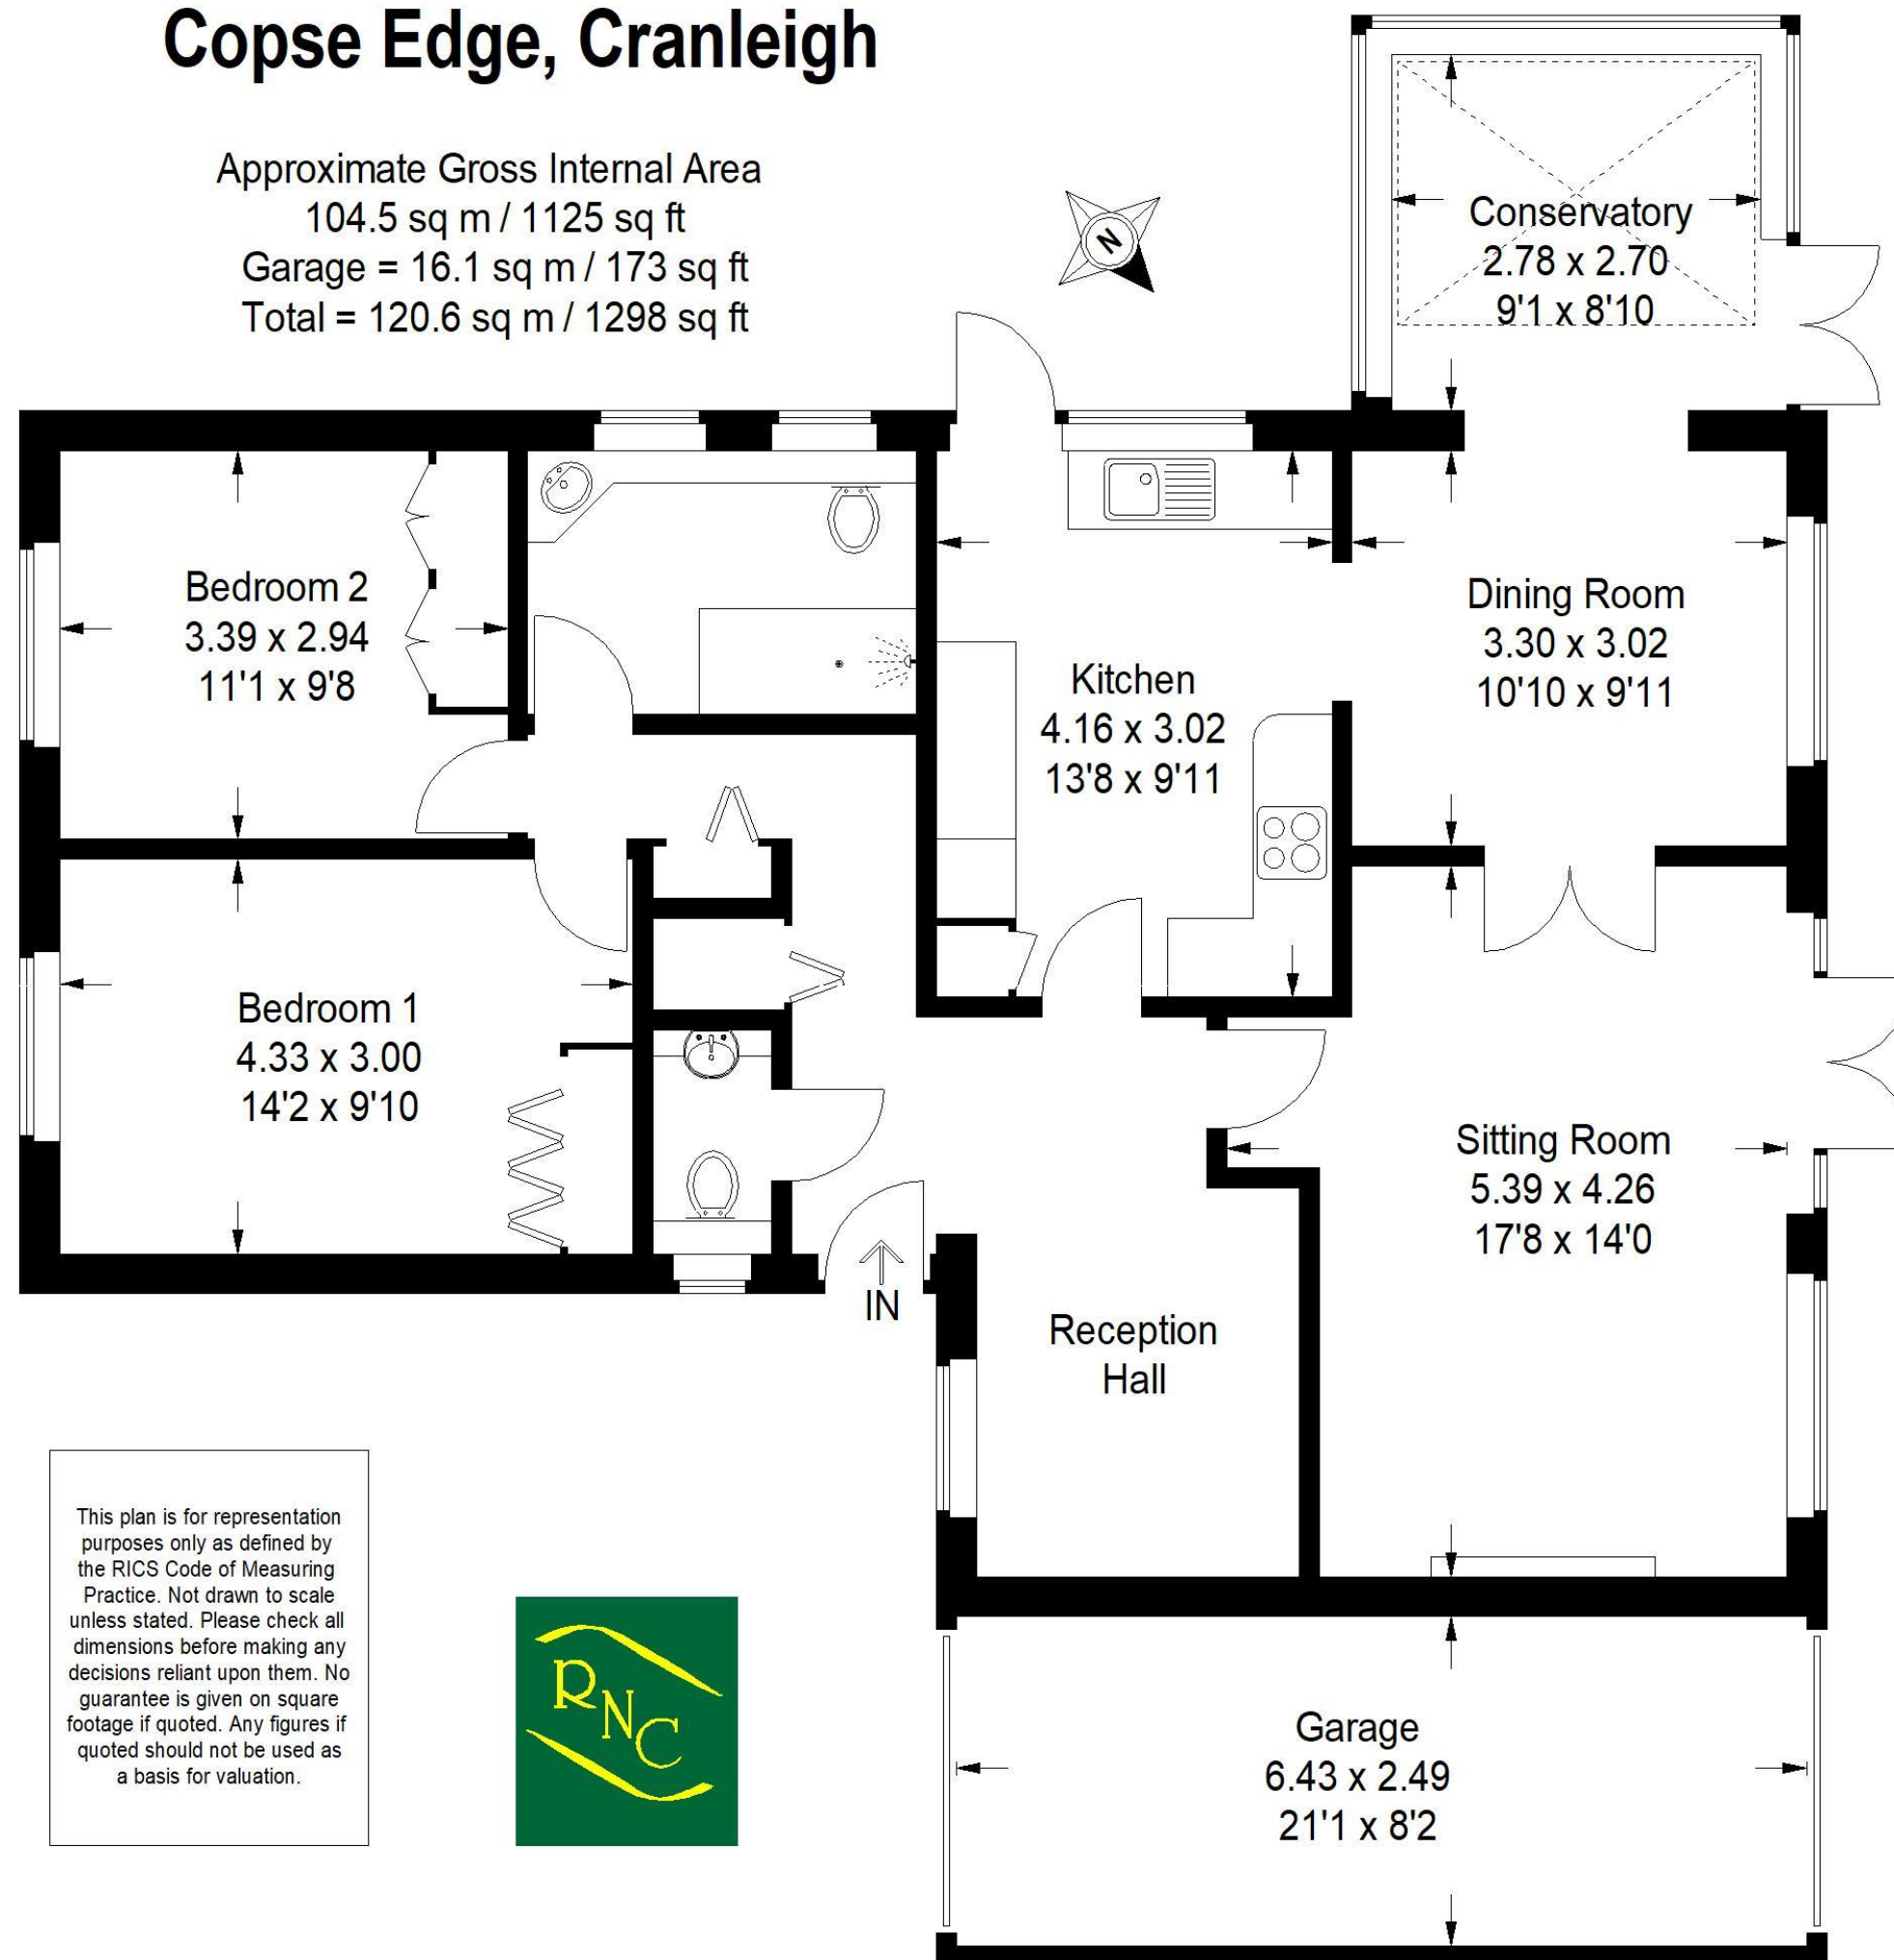 Copse Edge, Cranleigh
Approximate Gross Internal Area
104.5 sq m / 1125 sq ft
Garage = 16.1 sq m / 173 sq ft
Total = 120.6 sq m / 1298 sq ft
N
Conservatory
2.78 x 2.70
9'1 x 8'10
Bedroom 2
3.39 x 2.94
11'1 x 9'8
Kitchen
4.16 x 3.02
13'8 x 9'11
Dining Room
3.30 x 3.02
10'10 x 9'11
Bedroom 1
4.33 x 3.00
14'2 x 9'10
Sitting Room
5.39 x 4.26
17'8 x 14'0
IN
Reception
Hall
This plan is for representation
purposes only as defined by
the RICS Code of Measuring
Practice. Not drawn to scale
unless stated. Please check all
dimensions before making any
decisions reliant upon them. No
guarantee is given on square
footage if quoted. Any figures if
quoted should not be used as
a basis for valuation.
RNC
Garage
6.43 x 2.49
21'1 x 8'2